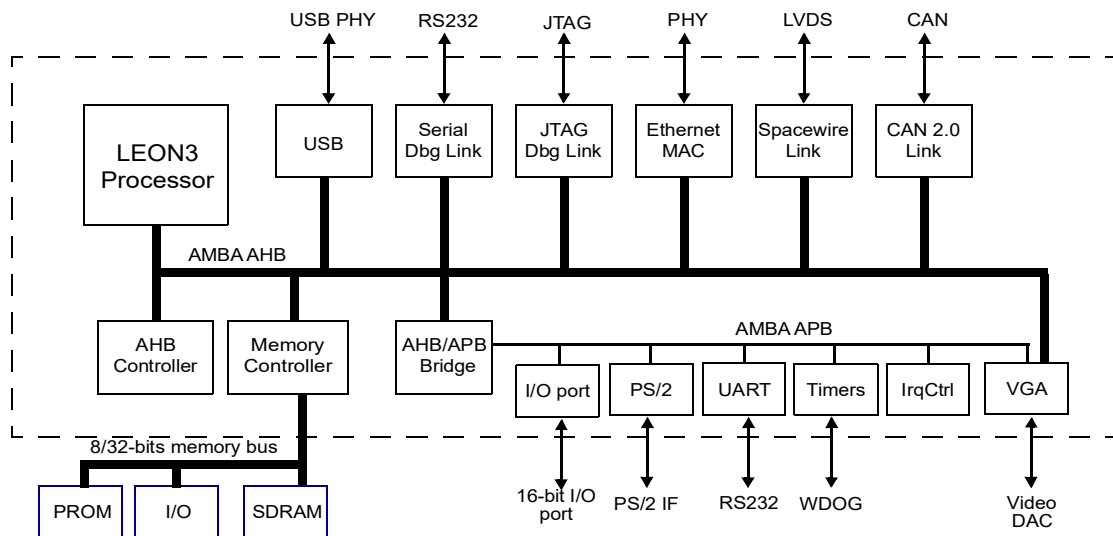 USB PHY
RS232
JTAG
PHY
LVDS
CAN
LEON3
Processor
USB
Serial
Dbg Link
JTAG
Dbg Link
Ethernet
MAC
Spacewire
Link
CAN 2.0
Link
AMBA AHB
AHB
Controller
Memory
Controller
AHB/APB
Bridge
AMBA APB
I/O port
PS/2
UART
Timers
IrqCtrl
VGA
8/32-bits memory bus
PROM
I/O
SDRAM
16-bit I/O
port
PS/2 IF
RS232
WDOG
Video
DAC